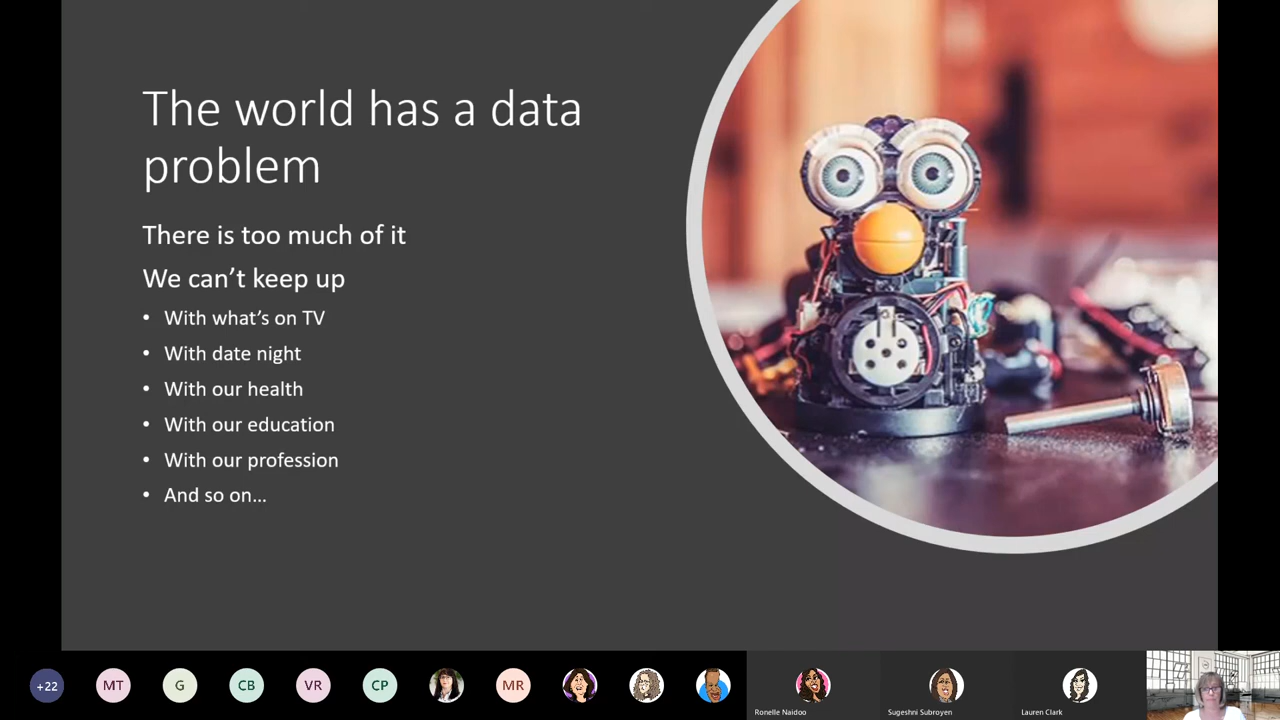 The world has a data
problem
There is too much of it
We can’t keep up
• With what’s on TV
• With date night
• With our health
• With our education
• With our profession
• And so on…
+22
MT
G
CB
VR
CP
MR
Ronelle Naidoo
Sugeshni Subroyen
Lauren Clark